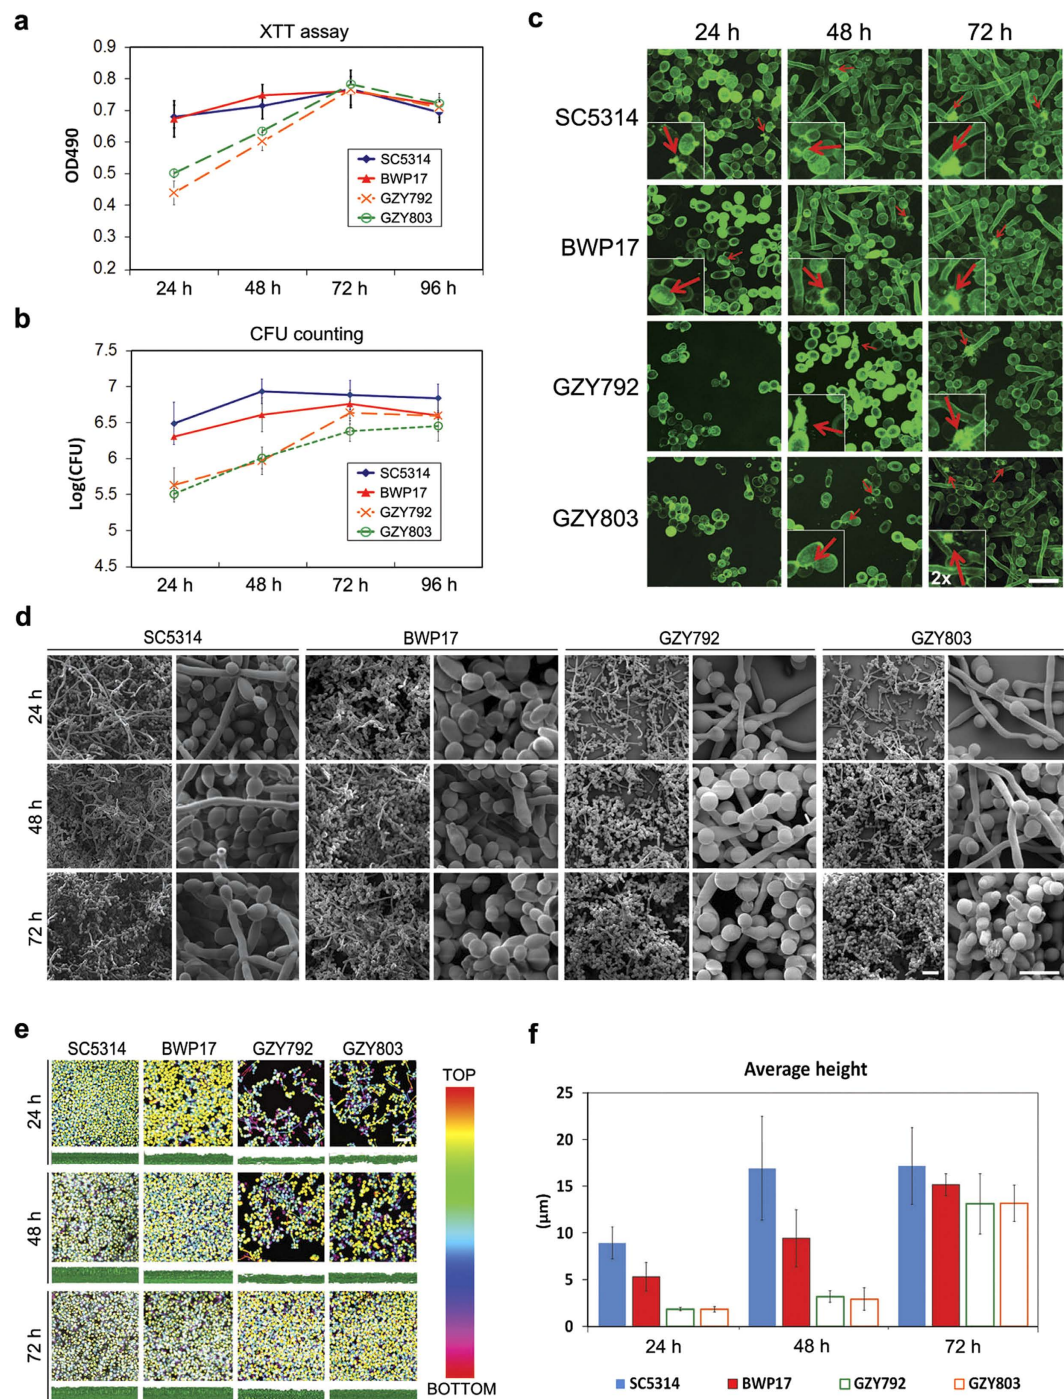 a
XTT assay
0.9
0.8
0.7
0.6
0.5
0.4
0.3
0.2
OD490
SC5314
BWP17
GZY792
GZY803
24 h 48 h 72 h 96 h
b
CFU counting
7.5
7
6.5
6
5.5
5
4.5
Log(CFU)
SC5314
BWP17
GZY792
GZY803
24 h 48 h 72 h 96 h
c
24 h 48 h 72 h
SC5314
BWP17
GZY792
GZY803
2x
d
SC5314 BWP17 GZY792 GZY803
24 h
48 h
72 h
e
SC5314 BWP17 GZY792 GZY803
24 h
48 h
72 h
TOP
BOTTOM
f
Average height
25
20
15
10
5
0
(μm)
24 h 48 h 72 h
SC5314 BWP17 GZY792 GZY803